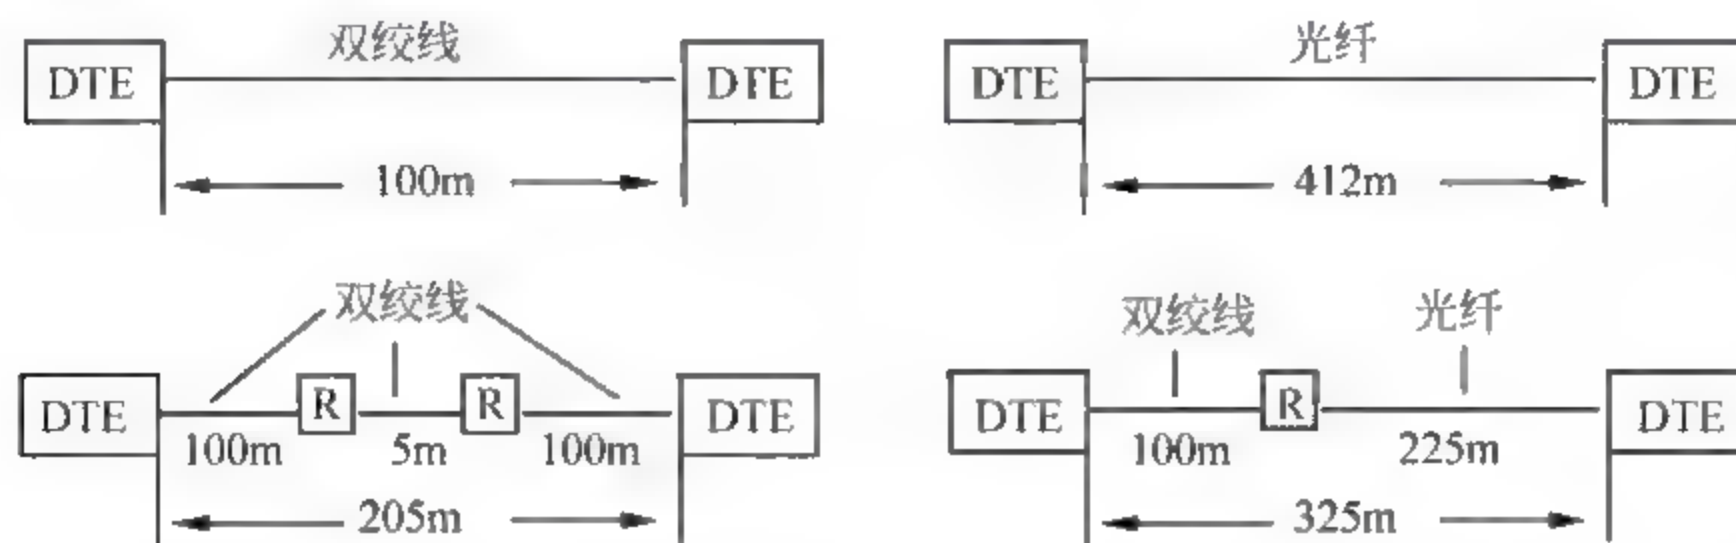 双绞线 光纤
DTE DTE DTE DTE
100m 412m
双绞线 双绞线 光纤
DTE R R DTE DTE R DTE
100m 5m 100m 100m 225m
205m 325m